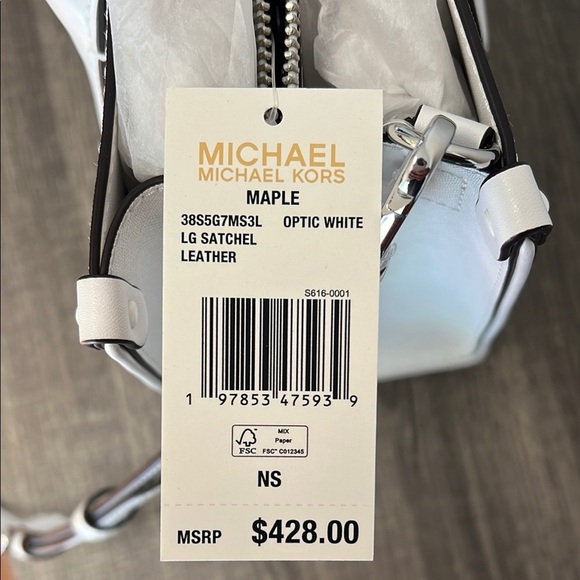 MICHAEL
MICHAEL KORS
MAPLE
38S5G7MS3L OPTIC WHITE
LG SATCHEL
LEATHER
S616-0001
1 97853 47593 9
FSC
MIX
Paper
FSC™ C012345
NS
MSRP $428.00